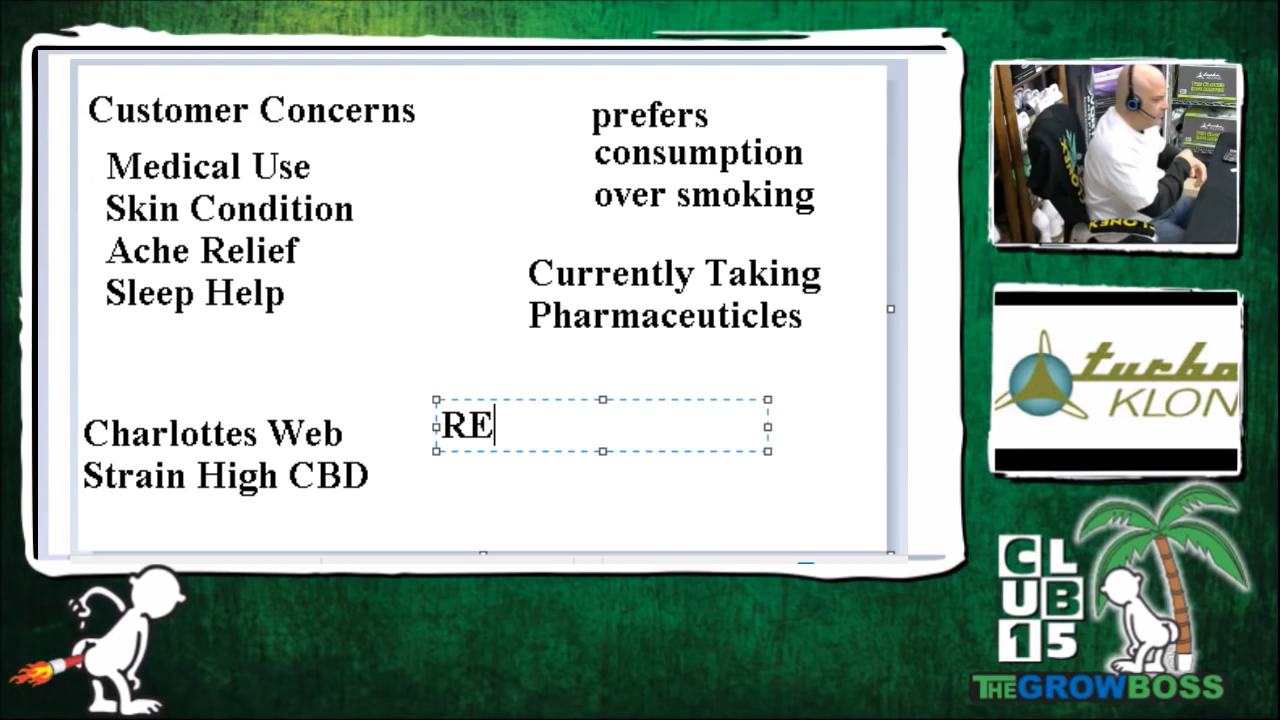 Customer Concerns
Medical Use
Skin Condition
Ache Relief
Sleep Help
prefers
consumption
over smoking
Currently Taking
Pharmaceuticles
Charlottes Web
Strain High CBD
RE
turbo
KLON
CLUB
15
THEGROWBOSS
CLONEX